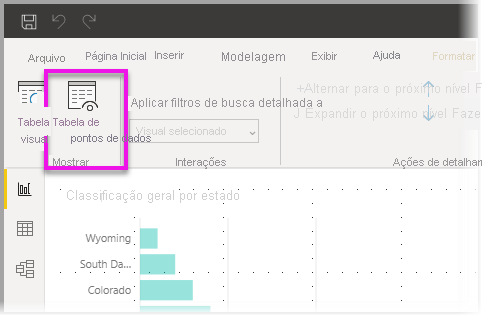 Arquivo Página Inicial Inserir Modelagem Exibir Ajuda Formatar
Aplicar filtros de busca detalhada a
+Alternar para o próximo nível Faze
Tabela Tabela de
visual pontos de dados
Visual selecionado
J Expandir o próximo nível Faze
Mostrar Interações Ações de detalham
Classificação geral por estado
Wyoming
South Da...
Colorado